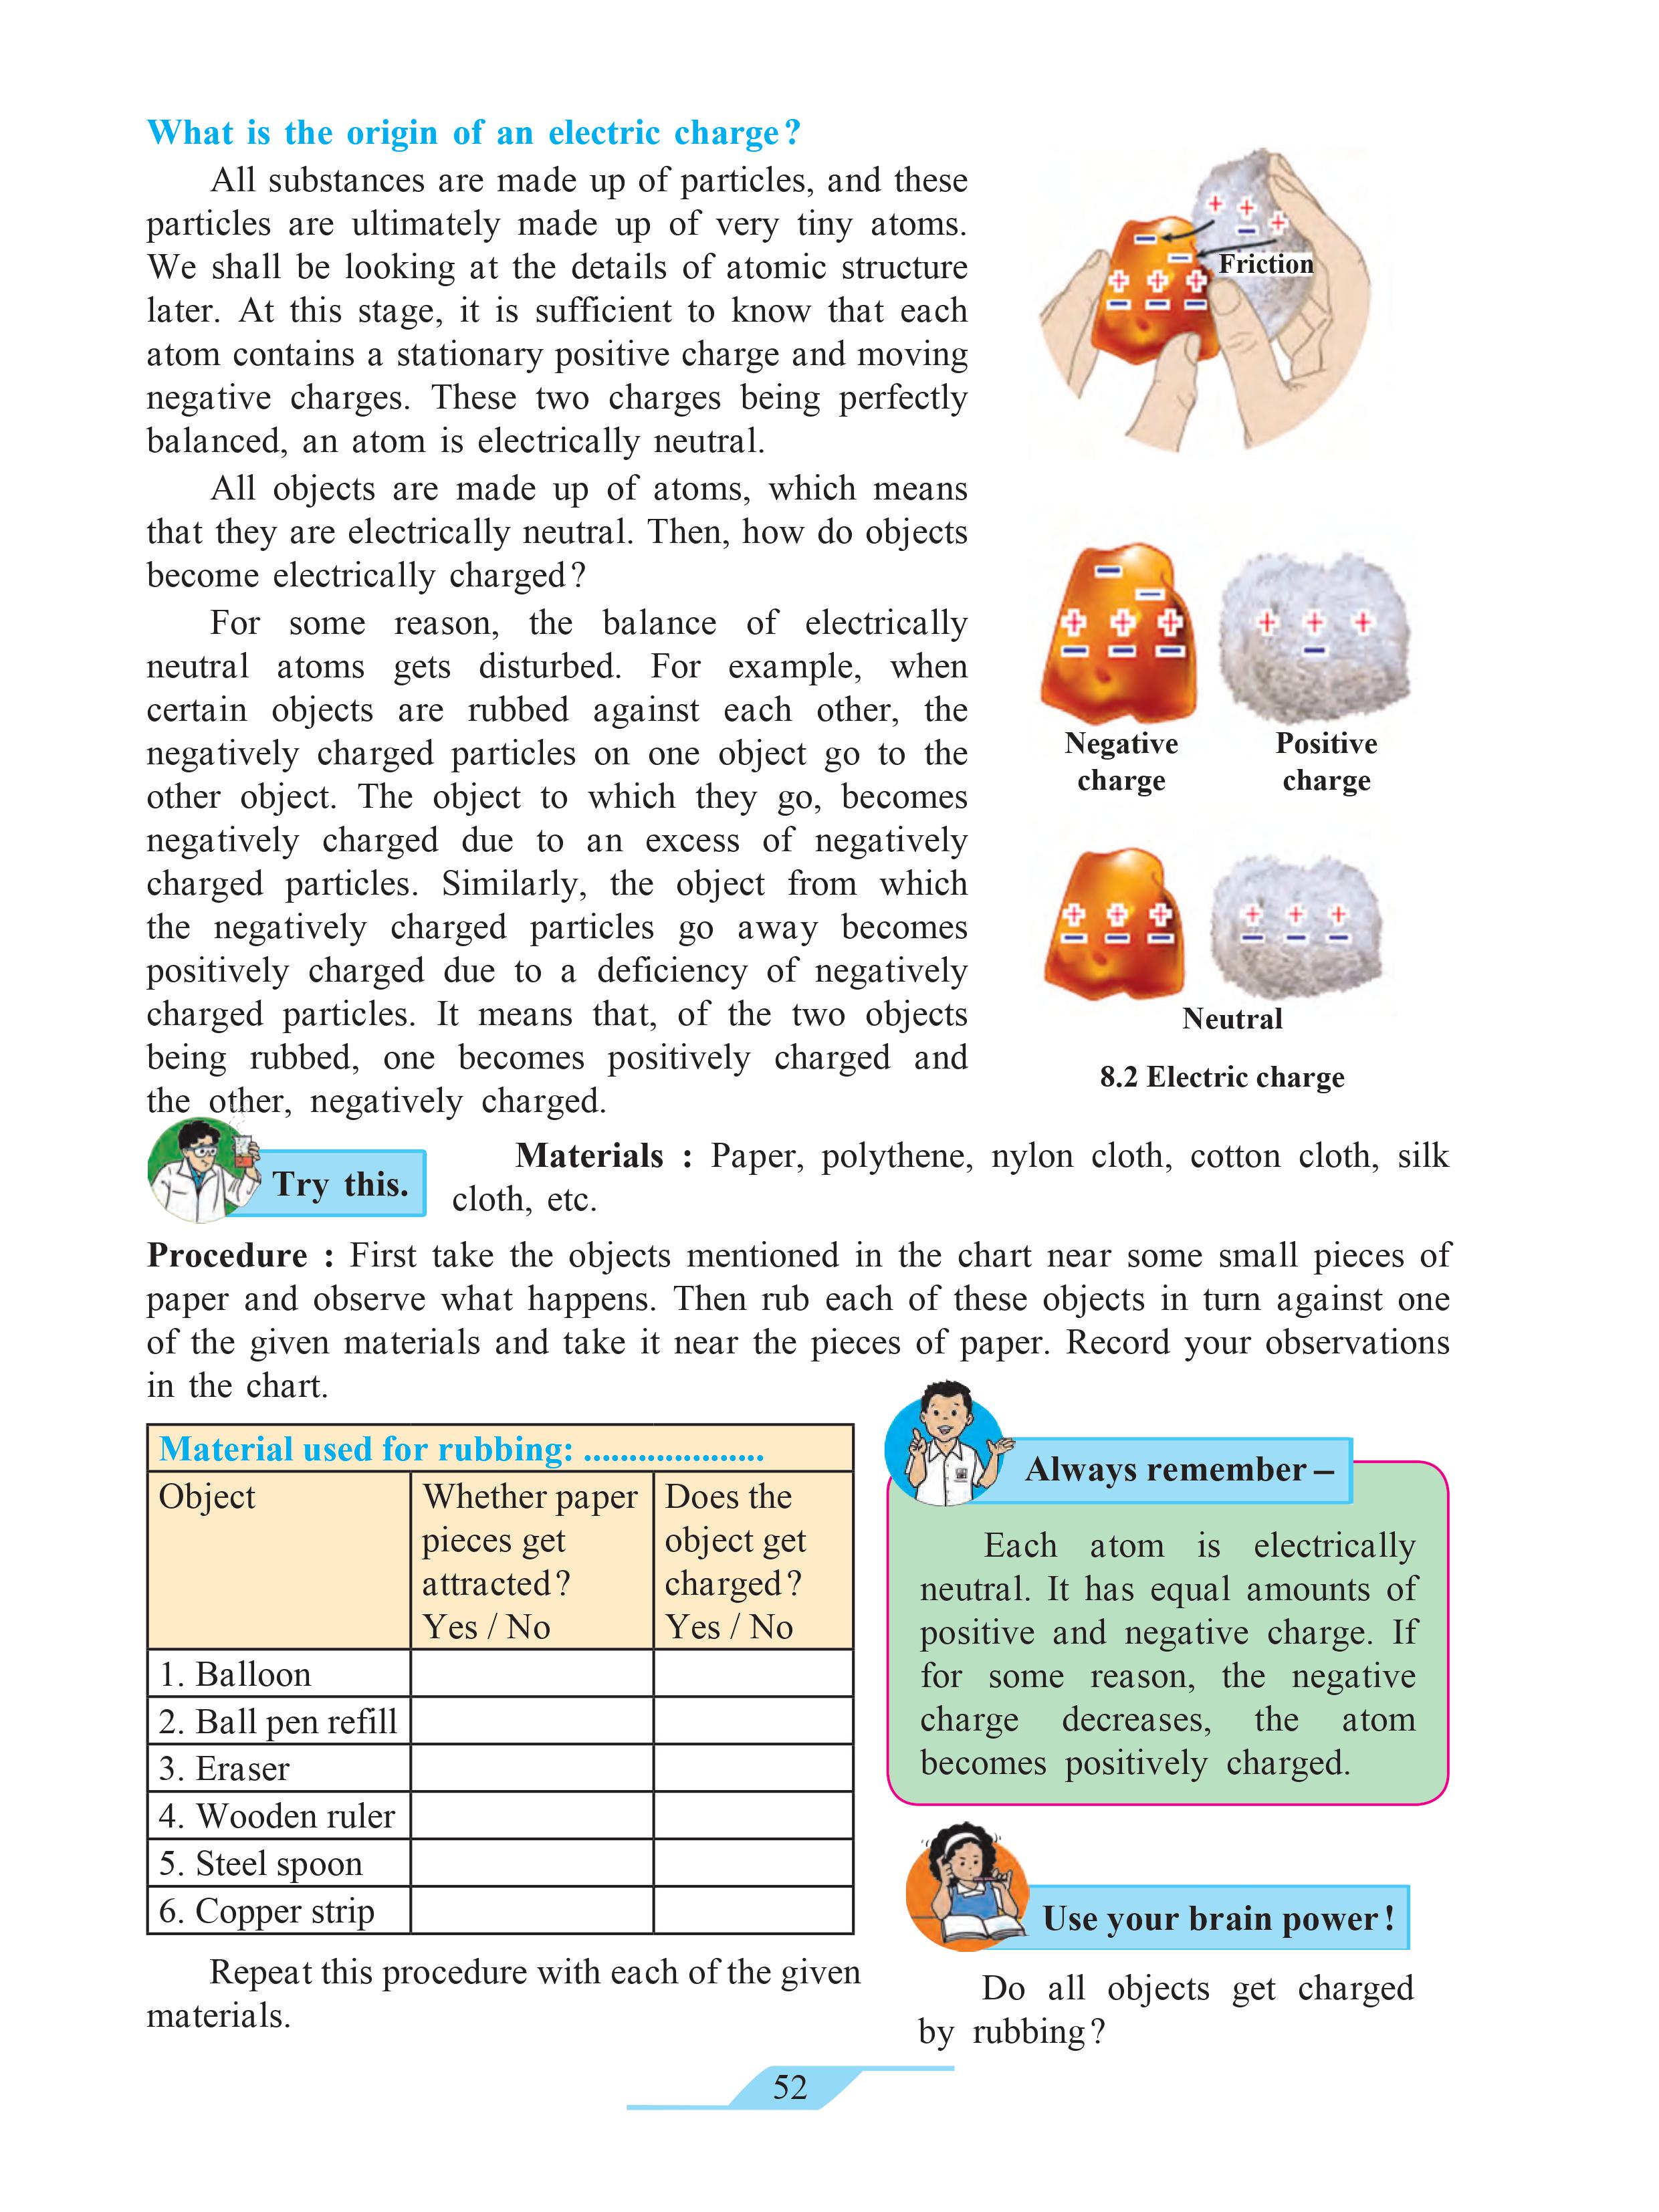 What is the origin of an electric charge?
All substances are made up of particles, and these
particles are ultimately made up of very tiny atoms.
We shall be looking at the details of atomic structure
later. At this stage, it is sufficient to know that each
atom contains a stationary positive charge and moving
negative charges. These two charges being perfectly
balanced, an atom is electrically neutral.
All objects are made up of atoms, which means
that they are electrically neutral. Then, how do objects
become electrically charged?
For some reason, the balance of electrically
neutral atoms gets disturbed. For example, when
certain objects are rubbed against each other, the
negatively charged particles on one object go to the
other object. The object to which they go, becomes
negatively charged due to an excess of negatively
charged particles. Similarly, the object from which
the negatively charged particles go away becomes
positively charged due to a deficiency of negatively
charged particles. It means that, of the two objects
being rubbed, one becomes positively charged and
the other, negatively charged.
+ + +
–
– –
Friction
+ + +
– – –
– –
+ + +
– – –
+ + +
–
Negative
charge
Positive
charge
+ + +
– – –
+ + +
– – –
Neutral
8.2 Electric charge
Try this.
Materials : Paper, polythene, nylon cloth, cotton cloth, silk
cloth, etc.
Procedure : First take the objects mentioned in the chart near some small pieces of
paper and observe what happens. Then rub each of these objects in turn against one
of the given materials and take it near the pieces of paper. Record your observations
in the chart.
Material used for rubbing: ....................
Object
Whether paper
pieces get
attracted?
Yes / No
Does the
object get
charged?
Yes / No
1. Balloon
2. Ball pen refill
3. Eraser
4. Wooden ruler
5. Steel spoon
6. Copper strip
Repeat this procedure with each of the given
materials.
Always remember –
Each atom is electrically
neutral. It has equal amounts of
positive and negative charge. If
for some reason, the negative
charge decreases, the atom
becomes positively charged.
Use your brain power!
Do all objects get charged
by rubbing?
52